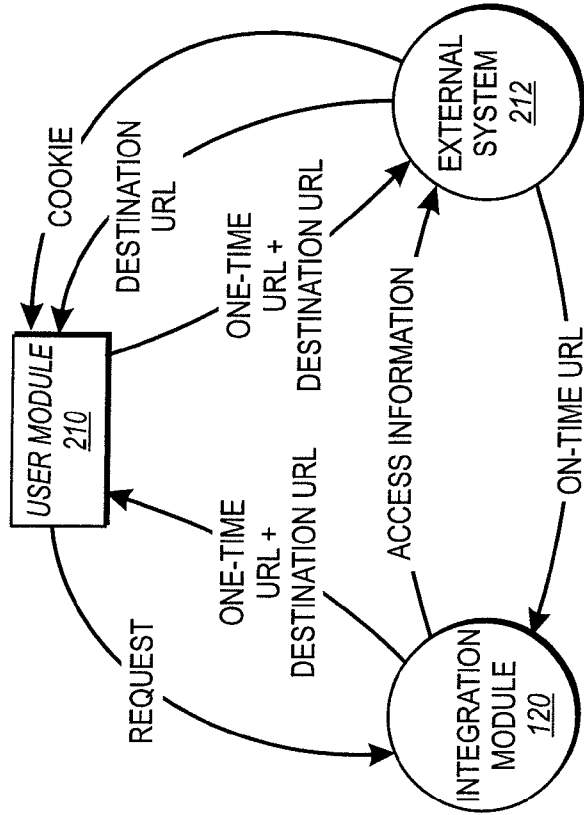 USER MODULE
210
COOKIE
REQUEST
DESTINATION
URL
ONE-TIME
URL +
DESTINATION URL
ONE-TIME
URL +
DESTINATION URL
ACCESS INFORMATION
INTEGRATION
MODULE
120
EXTERNAL
SYSTEM
212
ON-TIME URL